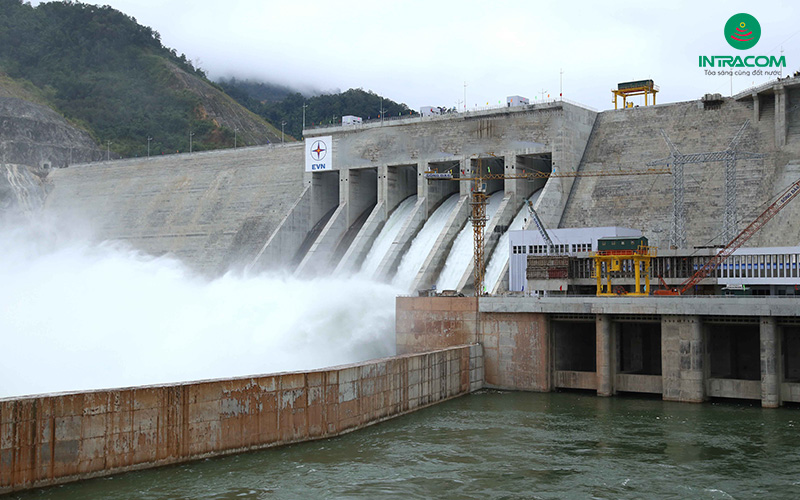 INTRACOM
Tỏa sáng cùng đất nước
EVN